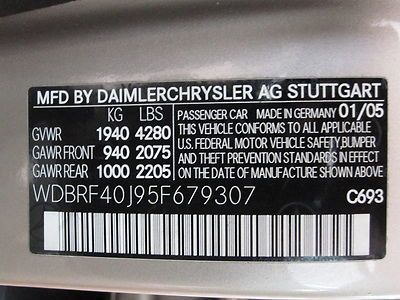 MFD BY DAIMLERCHRYSLER AG STUTTGART
KG LBS
GVWR 1940 4280
GAWR FRONT 940 2075
GAWR REAR 1000 2205
PASSENGER CAR MADE IN GERMANY 01/05
THIS VEHICLE CONFORMS TO ALL APPLICABLE
U.S. FEDERAL MOTOR VEHICLE SAFETY, BUMPER
AND THEFT PREVENTION STANDARDS IN EFFECT
ON THE DATE OF MANUFACTURE SHOWN ABOVE
WDBRF40J95F679307
C693